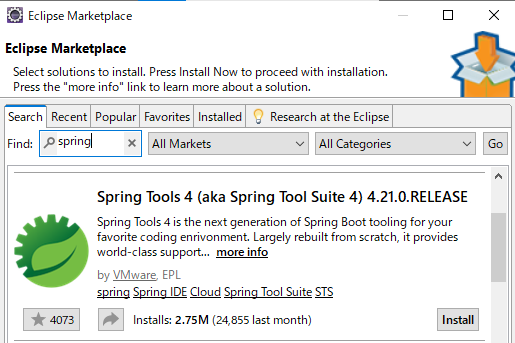 Eclipse Marketplace
Eclipse Marketplace
Select solutions to install. Press Install Now to proceed with installation.
Press the "more info" link to learn more about a solution.
Search Recent Popular Favorites Installed Research at the Eclipse
Find: spring All Markets All Categories Go
Spring Tools 4 (aka Spring Tool Suite 4) 4.21.0.RELEASE
Spring Tools 4 is the next generation of Spring Boot tooling for your
favorite coding enrivonment. Largely rebuilt from scratch, it provides
world-class support... more info
by VMware, EPL
spring Spring IDE Cloud Spring Tool Suite STS
4073 Installs: 2.75M (24,855 last month) Install